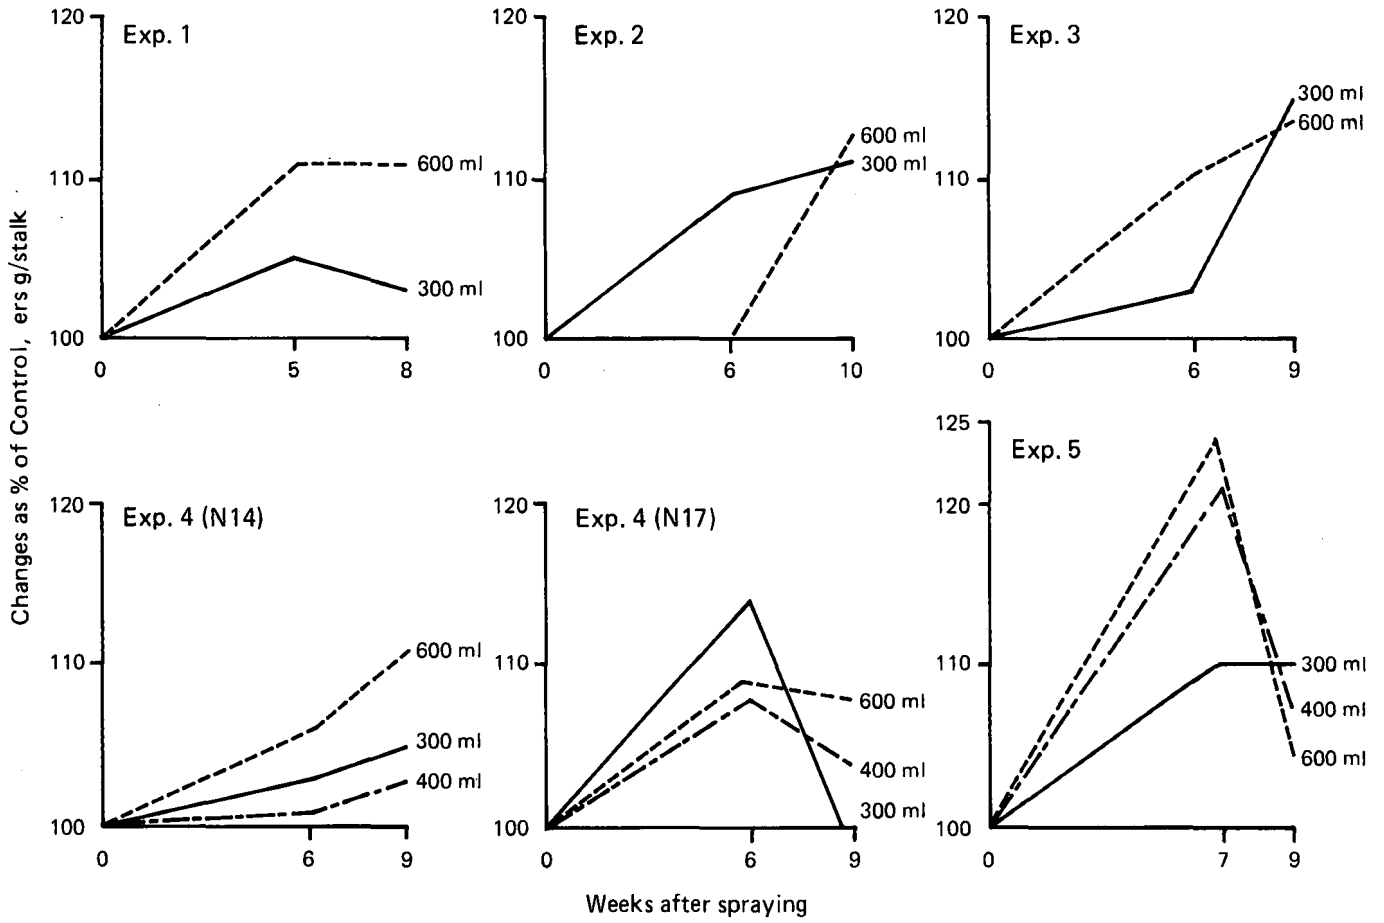 Changes as % of Control, ers g/stalk
120
Exp. 1
110
600 ml
300 ml
100
0
5
8
120
Exp. 2
600 ml
110
300 ml
100
0
6
10
120
Exp. 3
300 ml
600 ml
110
100
0
6
9
120
Exp. 4 (N14)
110
600 ml
300 ml
400 ml
100
0
6
9
120
Exp. 4 (N17)
110
600 ml
400 ml
300 ml
100
0
6
9
125
Exp. 5
120
110
300 ml
400 ml
600 ml
100
0
7
9
Weeks after spraying